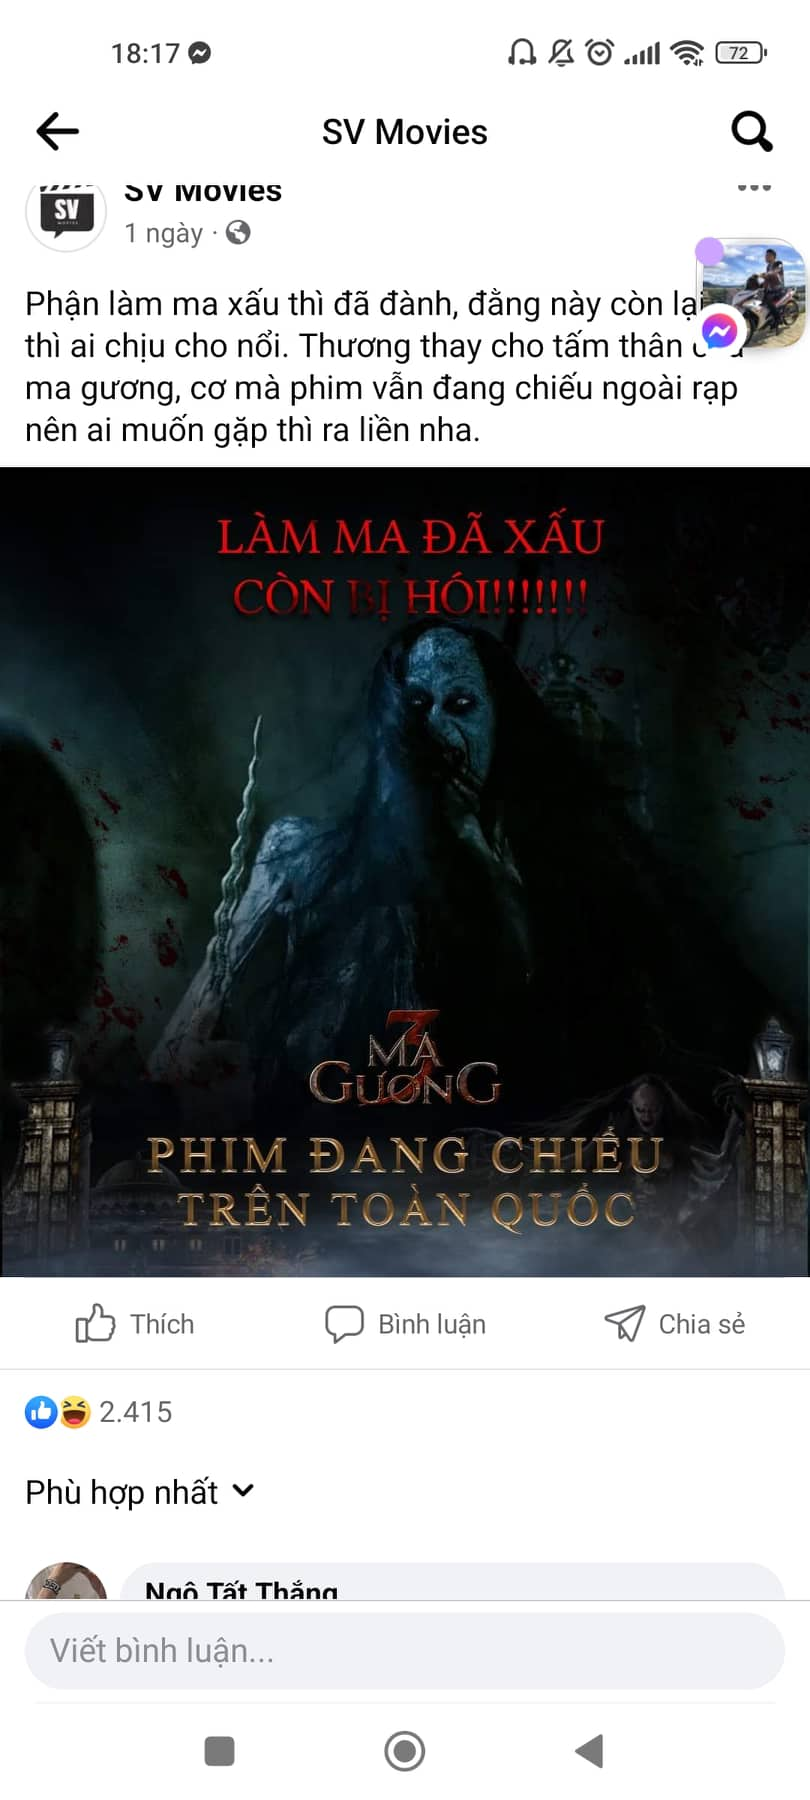 18:17
72
SV Movies
SV
SV Movies
1 ngày ·
Phận làm ma xấu thì đã đành, đằng này còn lại
thì ai chịu cho nổi. Thương thay cho tấm thân
ma gương, cơ mà phim vẫn đang chiếu ngoài rạp
nên ai muốn gặp thì ra liền nha.
LÀM MA ĐÃ XẤU
CÒN BỊ HÓI!!!!!!!
3
MA
GƯƠNG
PHIM ĐANG CHIẾU
TRÊN TOÀN QUỐC
Thích
Bình luận
Chia sẻ
2.415
Phù hợp nhất
Ngô Tất Thắng
Viết bình luận...